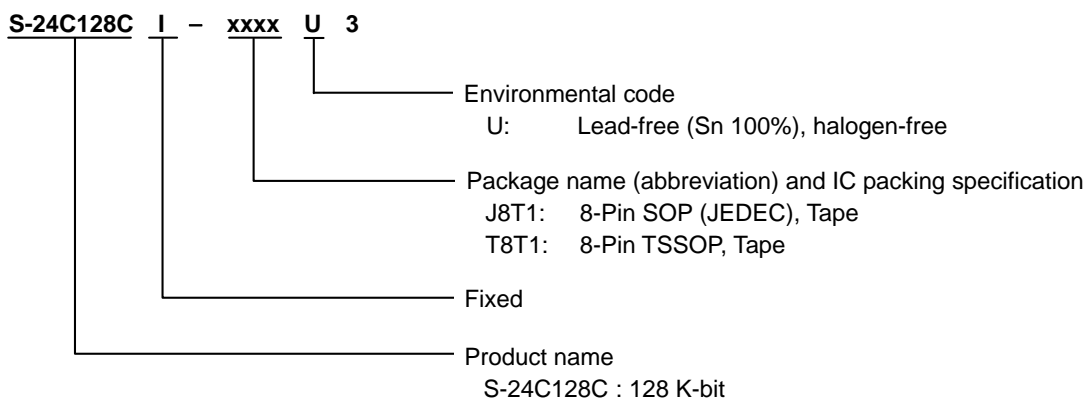 S-24C128C I – xxxx U 3
Environmental code
U: Lead-free (Sn 100%), halogen-free
Package name (abbreviation) and IC packing specification
J8T1: 8-Pin SOP (JEDEC), Tape
T8T1: 8-Pin TSSOP, Tape
Fixed
Product name
S-24C128C : 128 K-bit